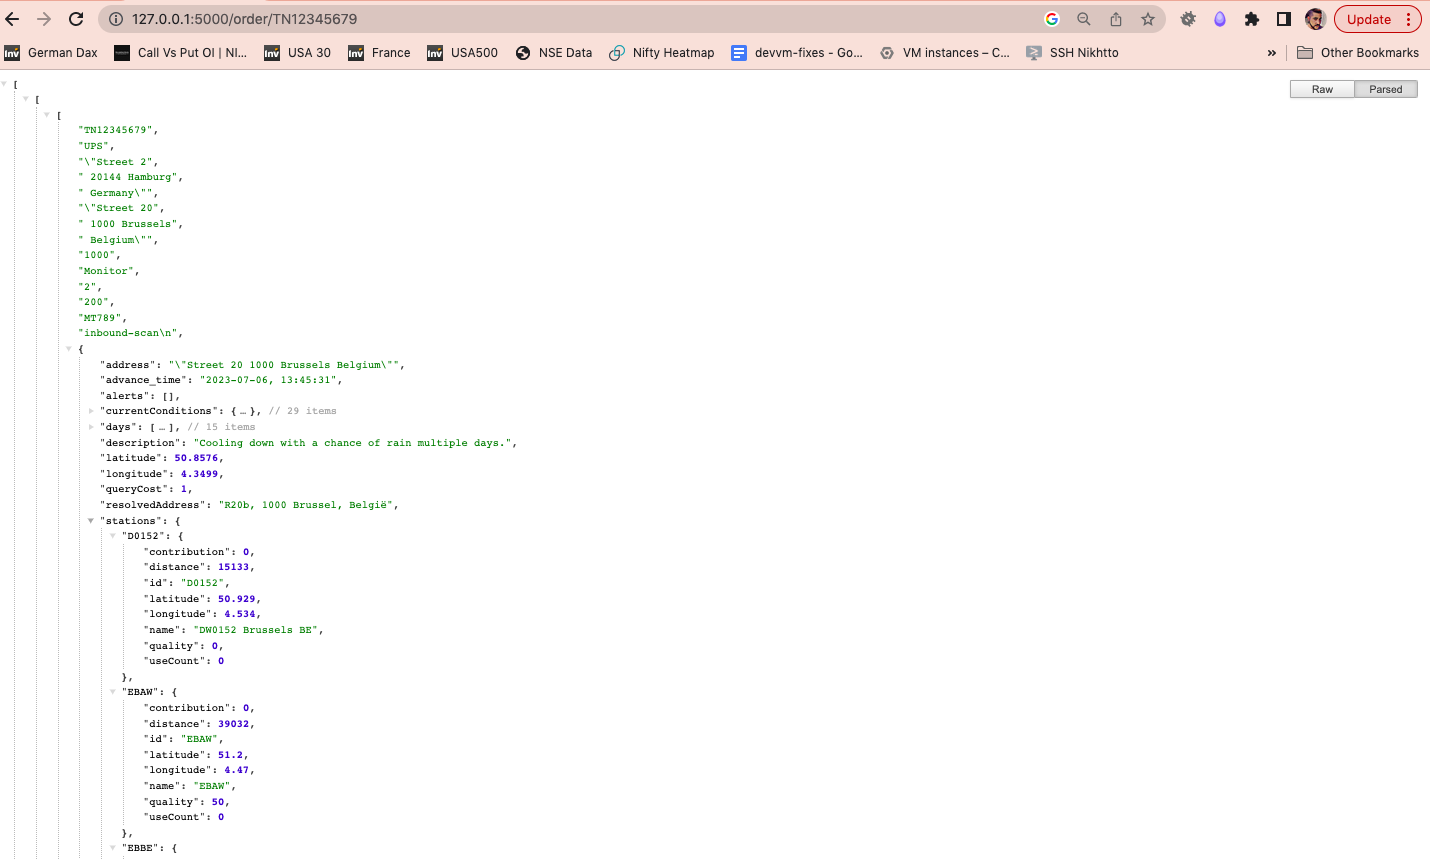 127.0.0.1:5000/order/TN12345679
Update
Inv German Dax
Call Vs Put OI | NI...
Inv USA 30
Inv France
Inv USA500
NSE Data
Nifty Heatmap
devvm-fixes - Go...
VM instances – C...
SSH Nikhtto
»
Other Bookmarks
Raw
Parsed
[
[
[
"TN12345679",
"UPS",
"\"Street 2",
" 20144 Hamburg",
" Germany\"",
"\"Street 20",
" 1000 Brussels",
" Belgium\"",
"1000",
"Monitor",
"2",
"200",
"MT789",
"inbound-scan\n",
{
"address": "\"Street 20 1000 Brussels Belgium\"",
"advance_time": "2023-07-06, 13:45:31",
"alerts": [],
"currentConditions": { … }, // 29 items
"days": [ … ], // 15 items
"description": "Cooling down with a chance of rain multiple days.",
"latitude": 50.8576,
"longitude": 4.3499,
"queryCost": 1,
"resolvedAddress": "R20b, 1000 Brussel, België",
"stations": {
"D0152": {
"contribution": 0,
"distance": 15133,
"id": "D0152",
"latitude": 50.929,
"longitude": 4.534,
"name": "DW0152 Brussels BE",
"quality": 0,
"useCount": 0
},
"EBAW": {
"contribution": 0,
"distance": 39032,
"id": "EBAW",
"latitude": 51.2,
"longitude": 4.47,
"name": "EBAW",
"quality": 50,
"useCount": 0
},
"EBBE": {